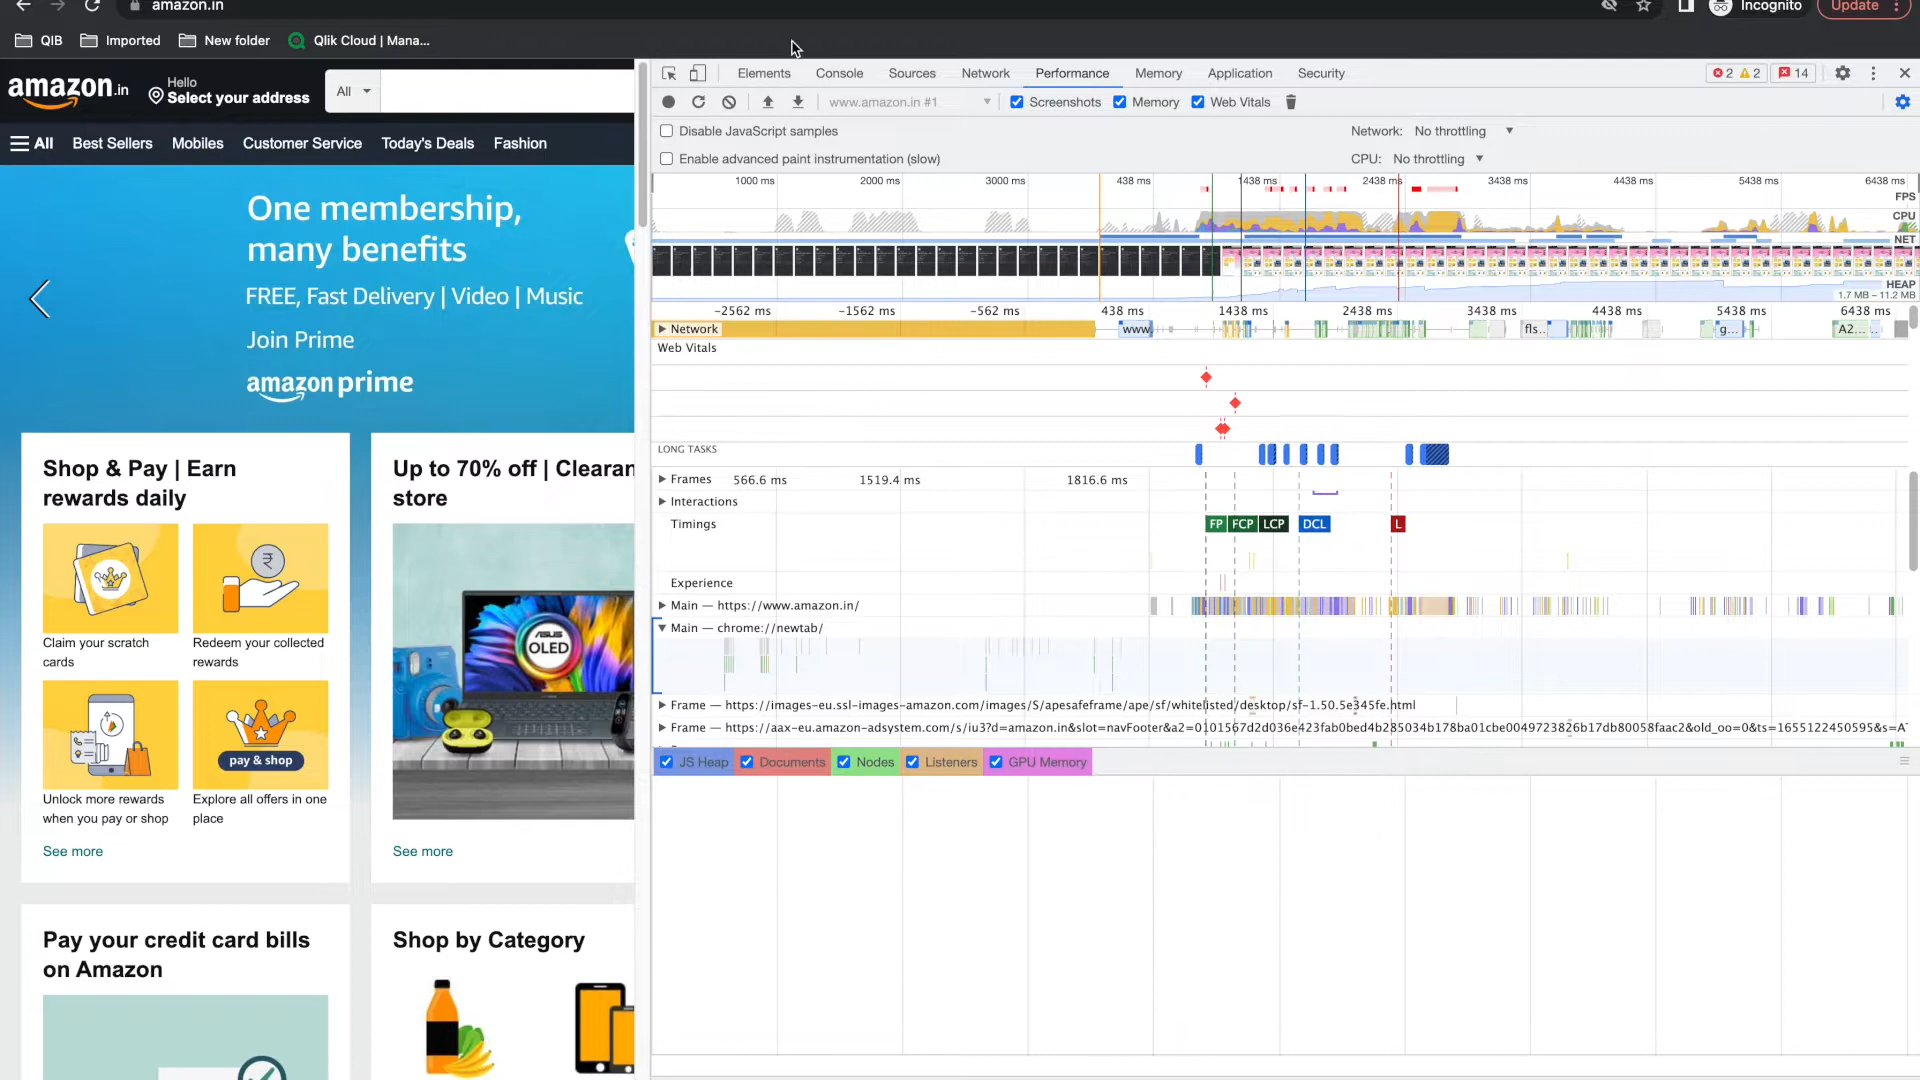 amazon.in
Incognito
Update
QIB
Imported
New folder
Qlik Cloud | Mana...
amazon.in
Hello
Select your address
All
All
Best Sellers
Mobiles
Customer Service
Today's Deals
Fashion
One membership,
many benefits
FREE, Fast Delivery | Video | Music
Join Prime
amazon prime
Shop & Pay | Earn
rewards daily
Claim your scratch
cards
Redeem your collected
rewards
pay & shop
Unlock more rewards
when you pay or shop
Explore all offers in one
place
See more
Up to 70% off | Clearan
store
ASUS
OLED
See more
Pay your credit card bills
on Amazon
Shop by Category
Elements
Console
Sources
Network
Performance
Memory
Application
Security
2
2
14
www.amazon.in #1
Screenshots
Memory
Web Vitals
Disable JavaScript samples
Network: No throttling
Enable advanced paint instrumentation (slow)
CPU: No throttling
1000 ms
2000 ms
3000 ms
438 ms
1438 ms
2438 ms
3438 ms
4438 ms
5438 ms
6438 ms
FPS
CPU
NET
HEAP
1.7 MB – 11.2 MB
-2562 ms
-1562 ms
-562 ms
438 ms
1438 ms
2438 ms
3438 ms
4438 ms
5438 ms
6438 ms
Network
www.
fls...
g...
A2... ...
Web Vitals
LONG TASKS
Frames
566.6 ms
1519.4 ms
1816.6 ms
Interactions
Timings
FP
FCP
LCP
DCL
L
Experience
Main — https://www.amazon.in/
Main — chrome://newtab/
Frame — https://images-eu.ssl-images-amazon.com/images/S/apesafeframe/ape/sf/whitelisted/desktop/sf-1.50.5e345fe.html
Frame — https://aax-eu.amazon-adsystem.com/s/iu3?d=amazon.in&slot=navFooter&a2=0101567d2d036e423fab0bed4b285034b178ba01cbe0049723826b17db80058faac2&old_oo=0&ts=1655122450595&s=A
JS Heap
Documents
Nodes
Listeners
GPU Memory